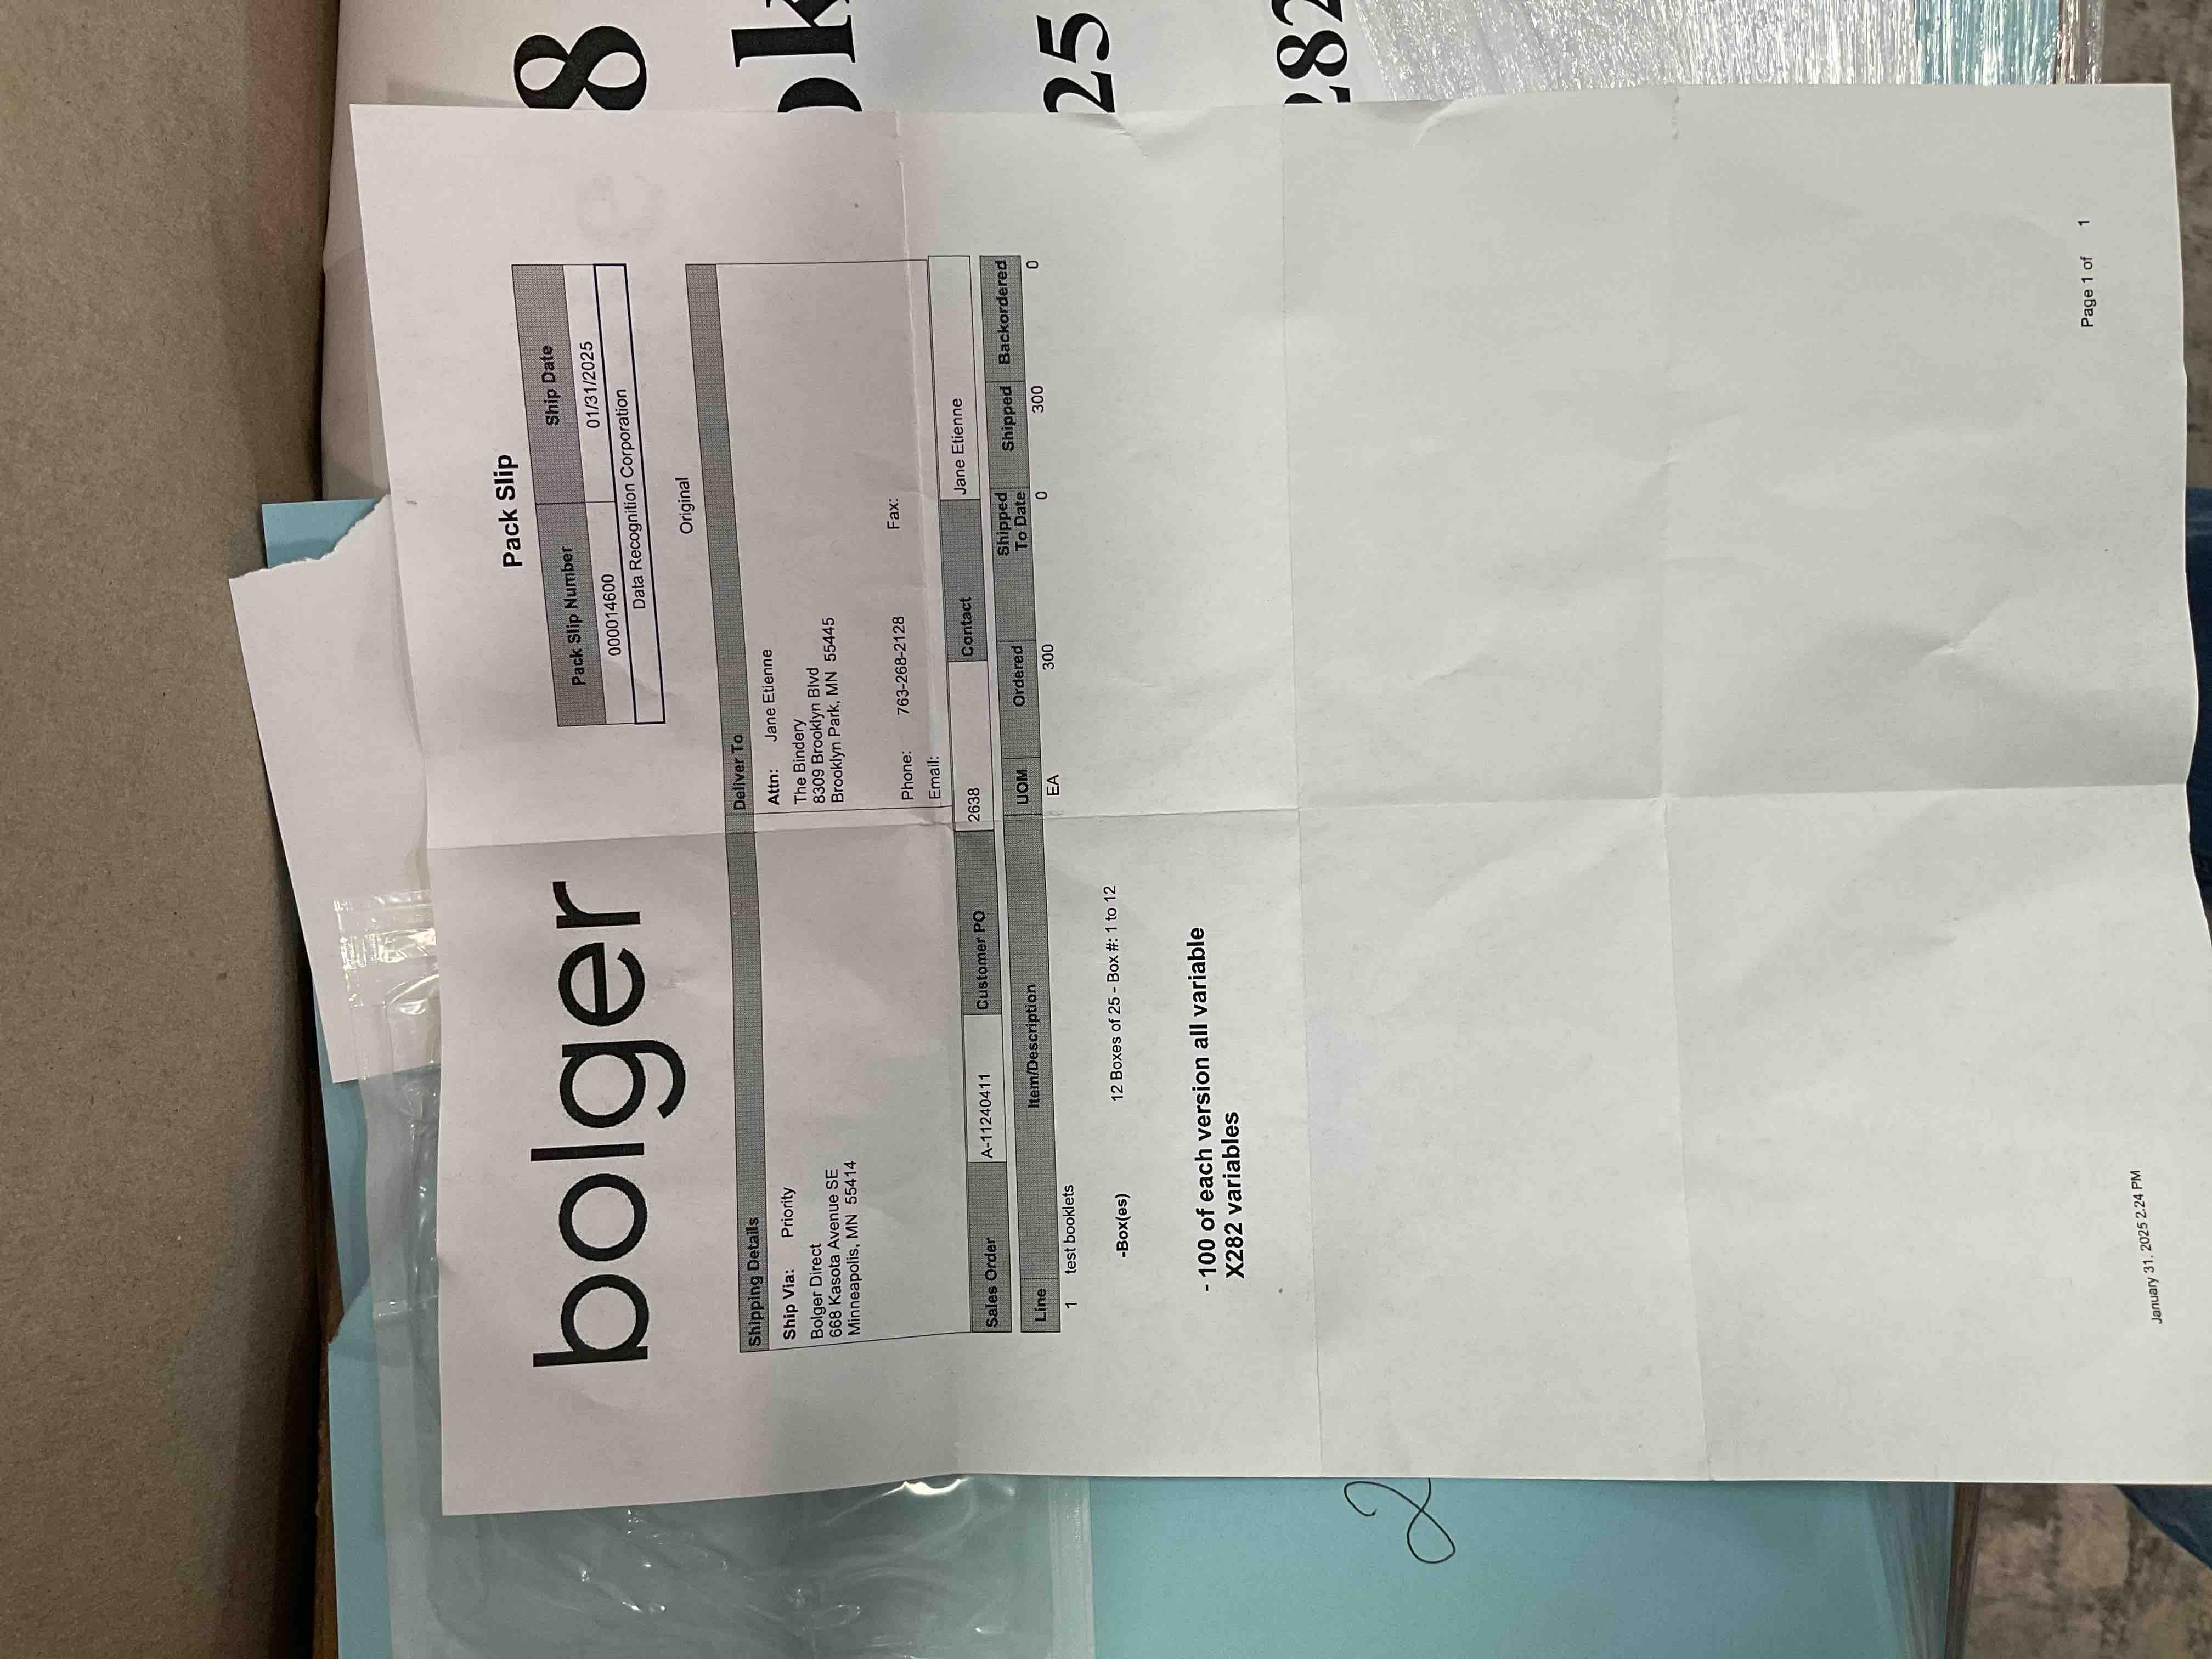 bolger
Pack Slip
Pack Slip Number Ship Date
0000014600 01/31/2025
Data Recognition Corporation
Original
Shipping Details Deliver To
Ship Via: Priority
Bolger Direct
668 Kasota Avenue SE
Minneapolis, MN 55414
Attn: Jane Etienne
The Bindery
8309 Brooklyn Blvd
Brooklyn Park, MN 55445
Phone: 763-268-2128 Fax:
Email:
Sales Order A-11240411 Customer PO 2638 Contact Jane Etienne
Line Item/Description UOM Ordered Shipped To Date Shipped Backordered
1 test booklets EA 300 0 300 0
-Box(es) 12 Boxes of 25 - Box #: 1 to 12
- 100 of each version all variable
X282 variables
January 31, 2025 2:24 PM
Page 1 of 1
8
25
282
2